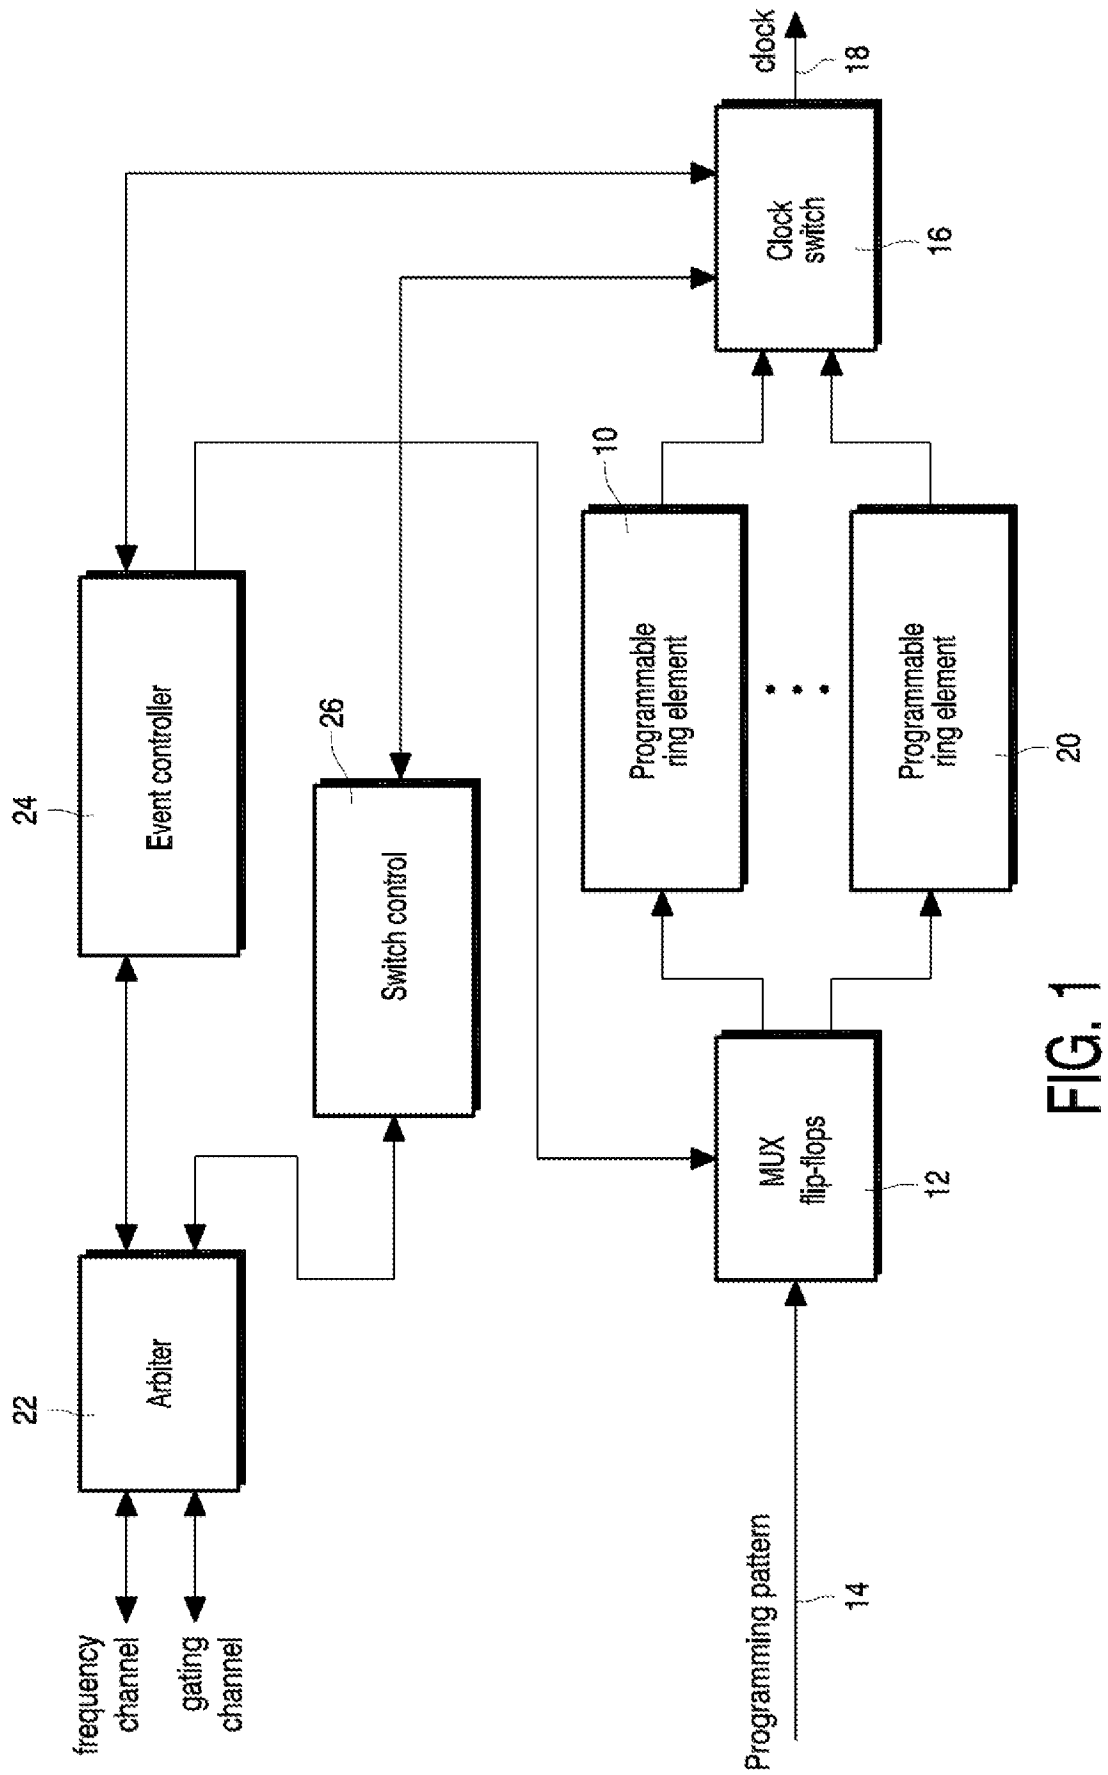 frequency
channel
gating
channel
22
Arbiter
24
Event controller
26
Switch control
Programming pattern
14
MUX
flip-flops
12
10
Programmable
ring element
Programmable
ring element
20
Clock
switch
16
clock
18
FIG. 1